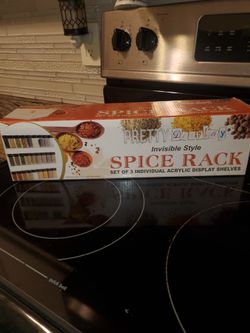 PRETTY DISPLAY
Invisible Style
SPICE RACK
SET OF 3 INDIVIDUAL ACRYLIC DISPLAY SHELVES
SPICE RACK